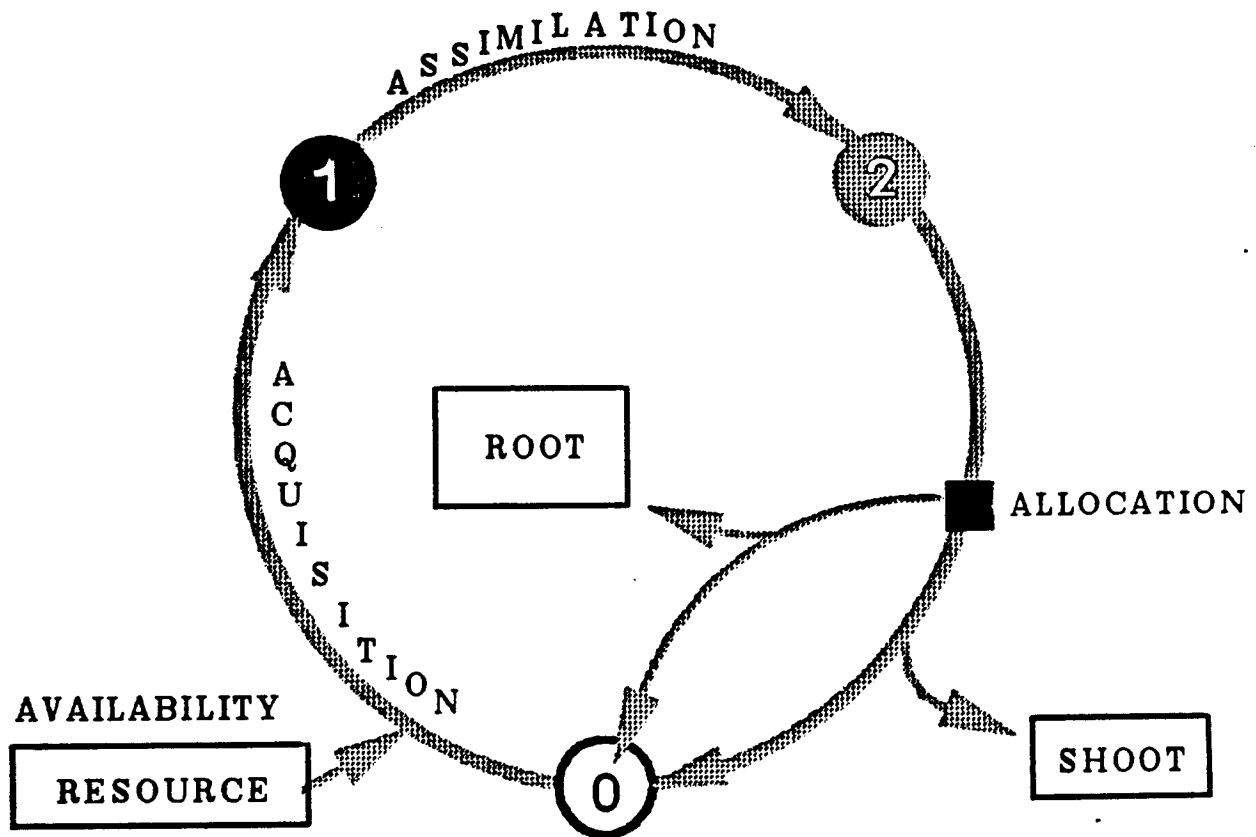 ASSIMILATION
1
2
ACQUISITION
ROOT
ALLOCATION
AVAILABILITY
RESOURCE
0
SHOOT